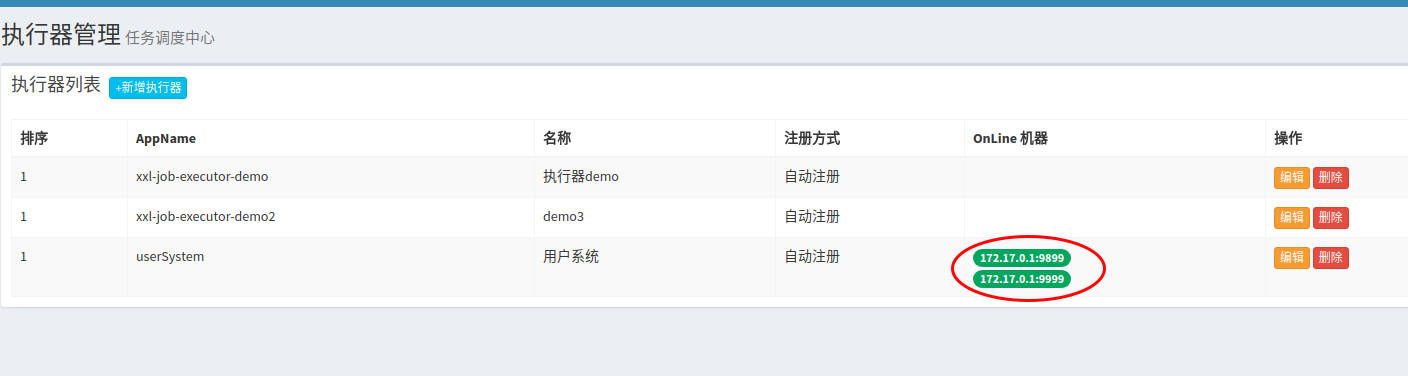 执行器管理 任务调度中心
执行器列表 +新增执行器
排序 AppName 名称 注册方式 OnLine 机器 操作
1 xxl-job-executor-demo 执行器demo 自动注册 编辑 删除
1 xxl-job-executor-demo2 demo3 自动注册 编辑 删除
1 userSystem 用户系统 自动注册 172.17.0.1:9899 编辑 删除
172.17.0.1:9999